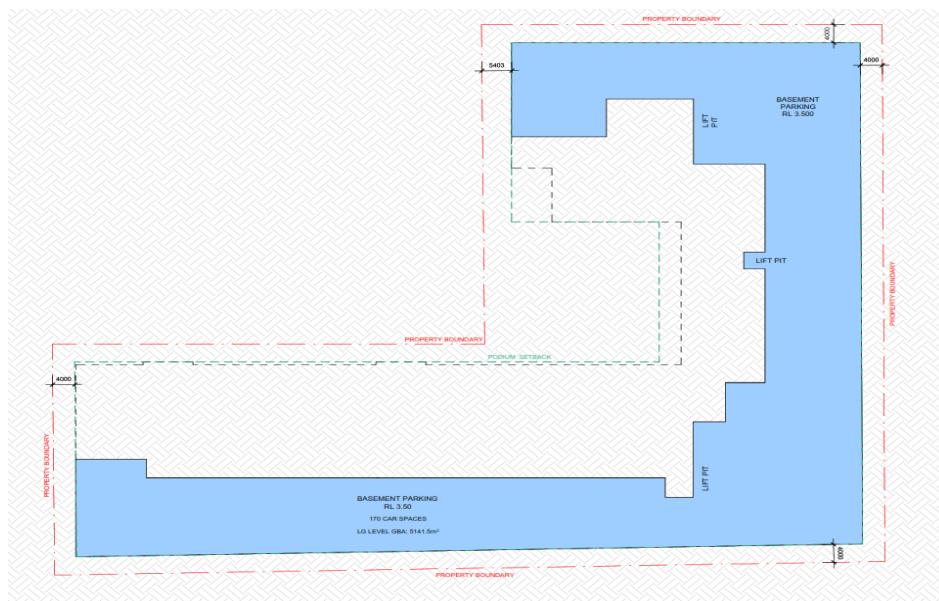 PROPERTY BOUNDARY
4000
5403
4000
BASEMENT
PARKING
RL 3.500
LIFT
PIT
LIFT PIT
PROPERTY BOUNDARY
PROPERTY BOUNDARY
PODIUM SETBACK
4000
PROPERTY BOUNDARY
LIFT PIT
BASEMENT PARKING
RL 3.50
170 CAR SPACES
LG LEVEL GBA: 5141.5m²
4000
PROPERTY BOUNDARY